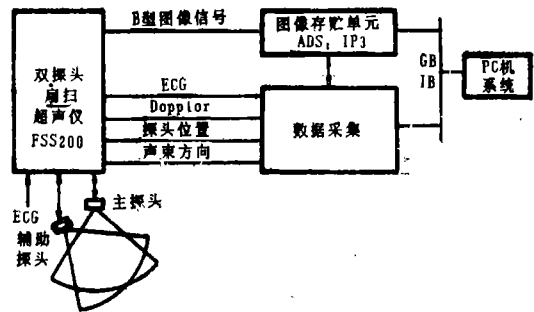 B型图像信号
图像存贮单元
ADS，IP3
双探头
扇扫
超声仪
FSS200
ECG
Dopplor
探头位置
声束方向
数据采集
GB
IB
PC机
系统
ECG
辅助
探头
主探头